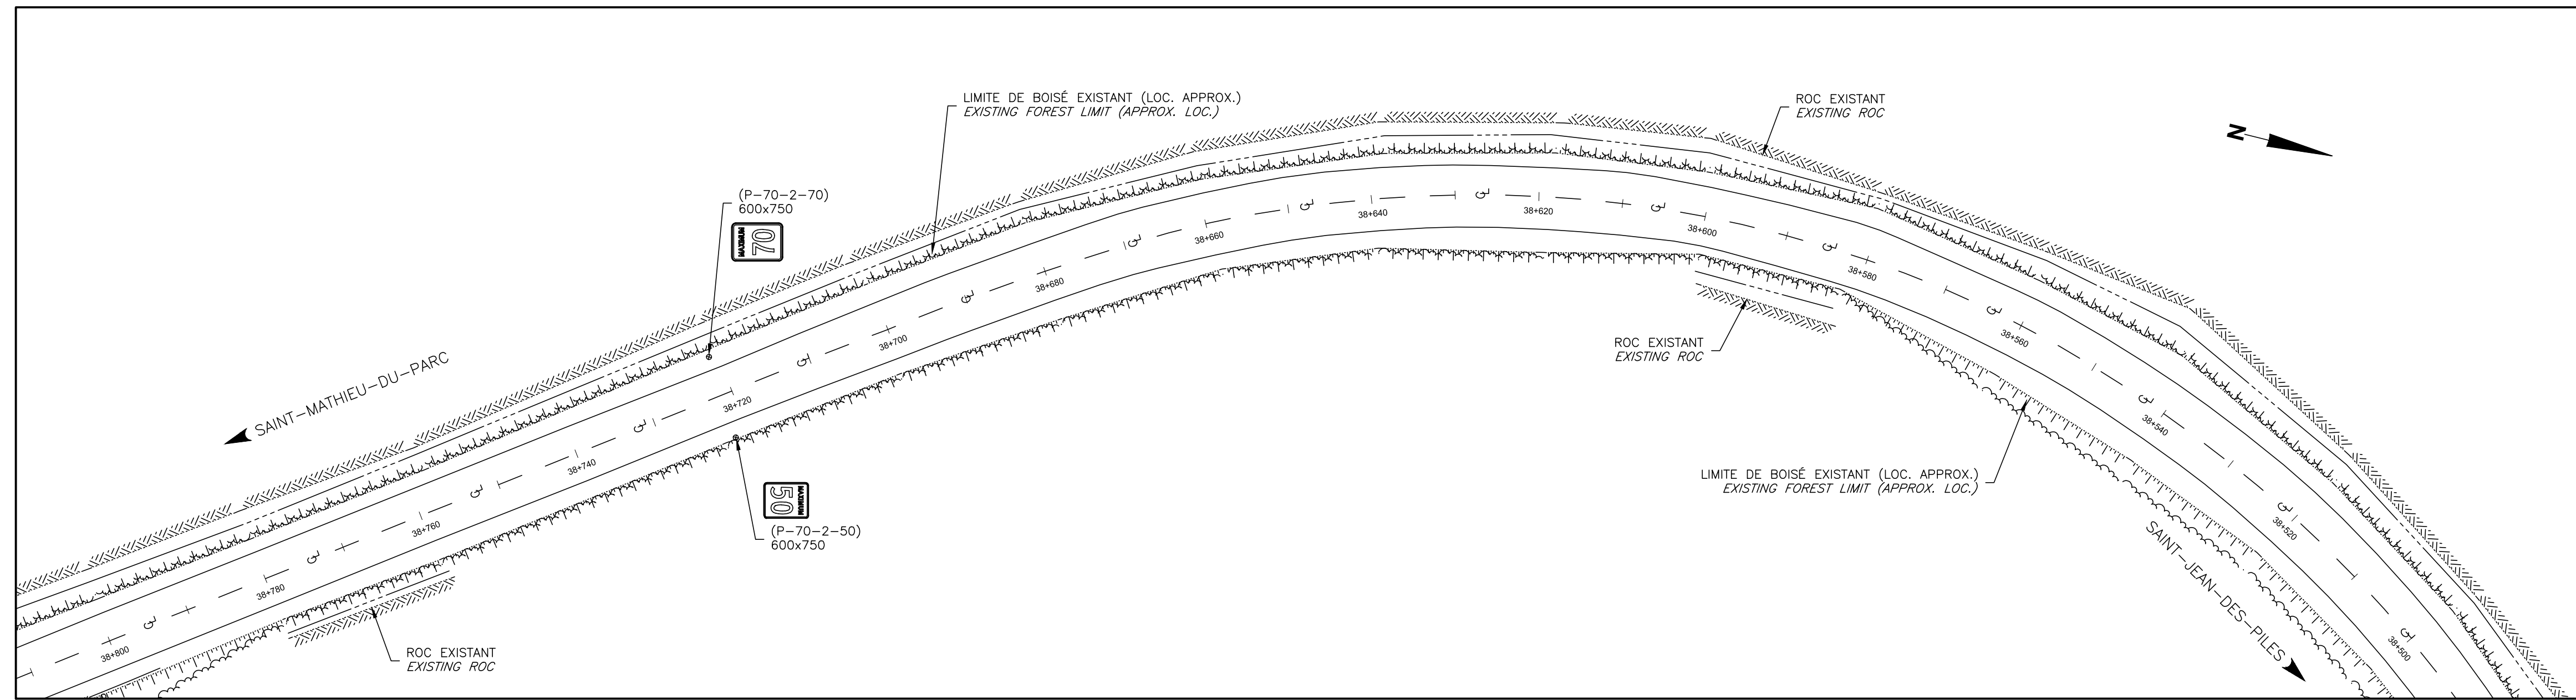 LIMITE DE BOISÉ EXISTANT (LOC. APPROX.)
EXISTING FOREST LIMIT (APPROX. LOC.)
ROC EXISTANT
EXISTING ROC
N
(P-70-2-70)
600x750
MAXIMUM
70
38+640
38+620
38+600
38+660
38+580
38+680
38+560
38+700
ROC EXISTANT
EXISTING ROC
SAINT-MATHIEU-DU-PARC
38+720
38+540
38+740
LIMITE DE BOISÉ EXISTANT (LOC. APPROX.)
EXISTING FOREST LIMIT (APPROX. LOC.)
MAXIMUM
50
(P-70-2-50)
600x750
38+760
38+520
SAINT-JEAN-DES-PILES
38+780
38+500
38+800
ROC EXISTANT
EXISTING ROC